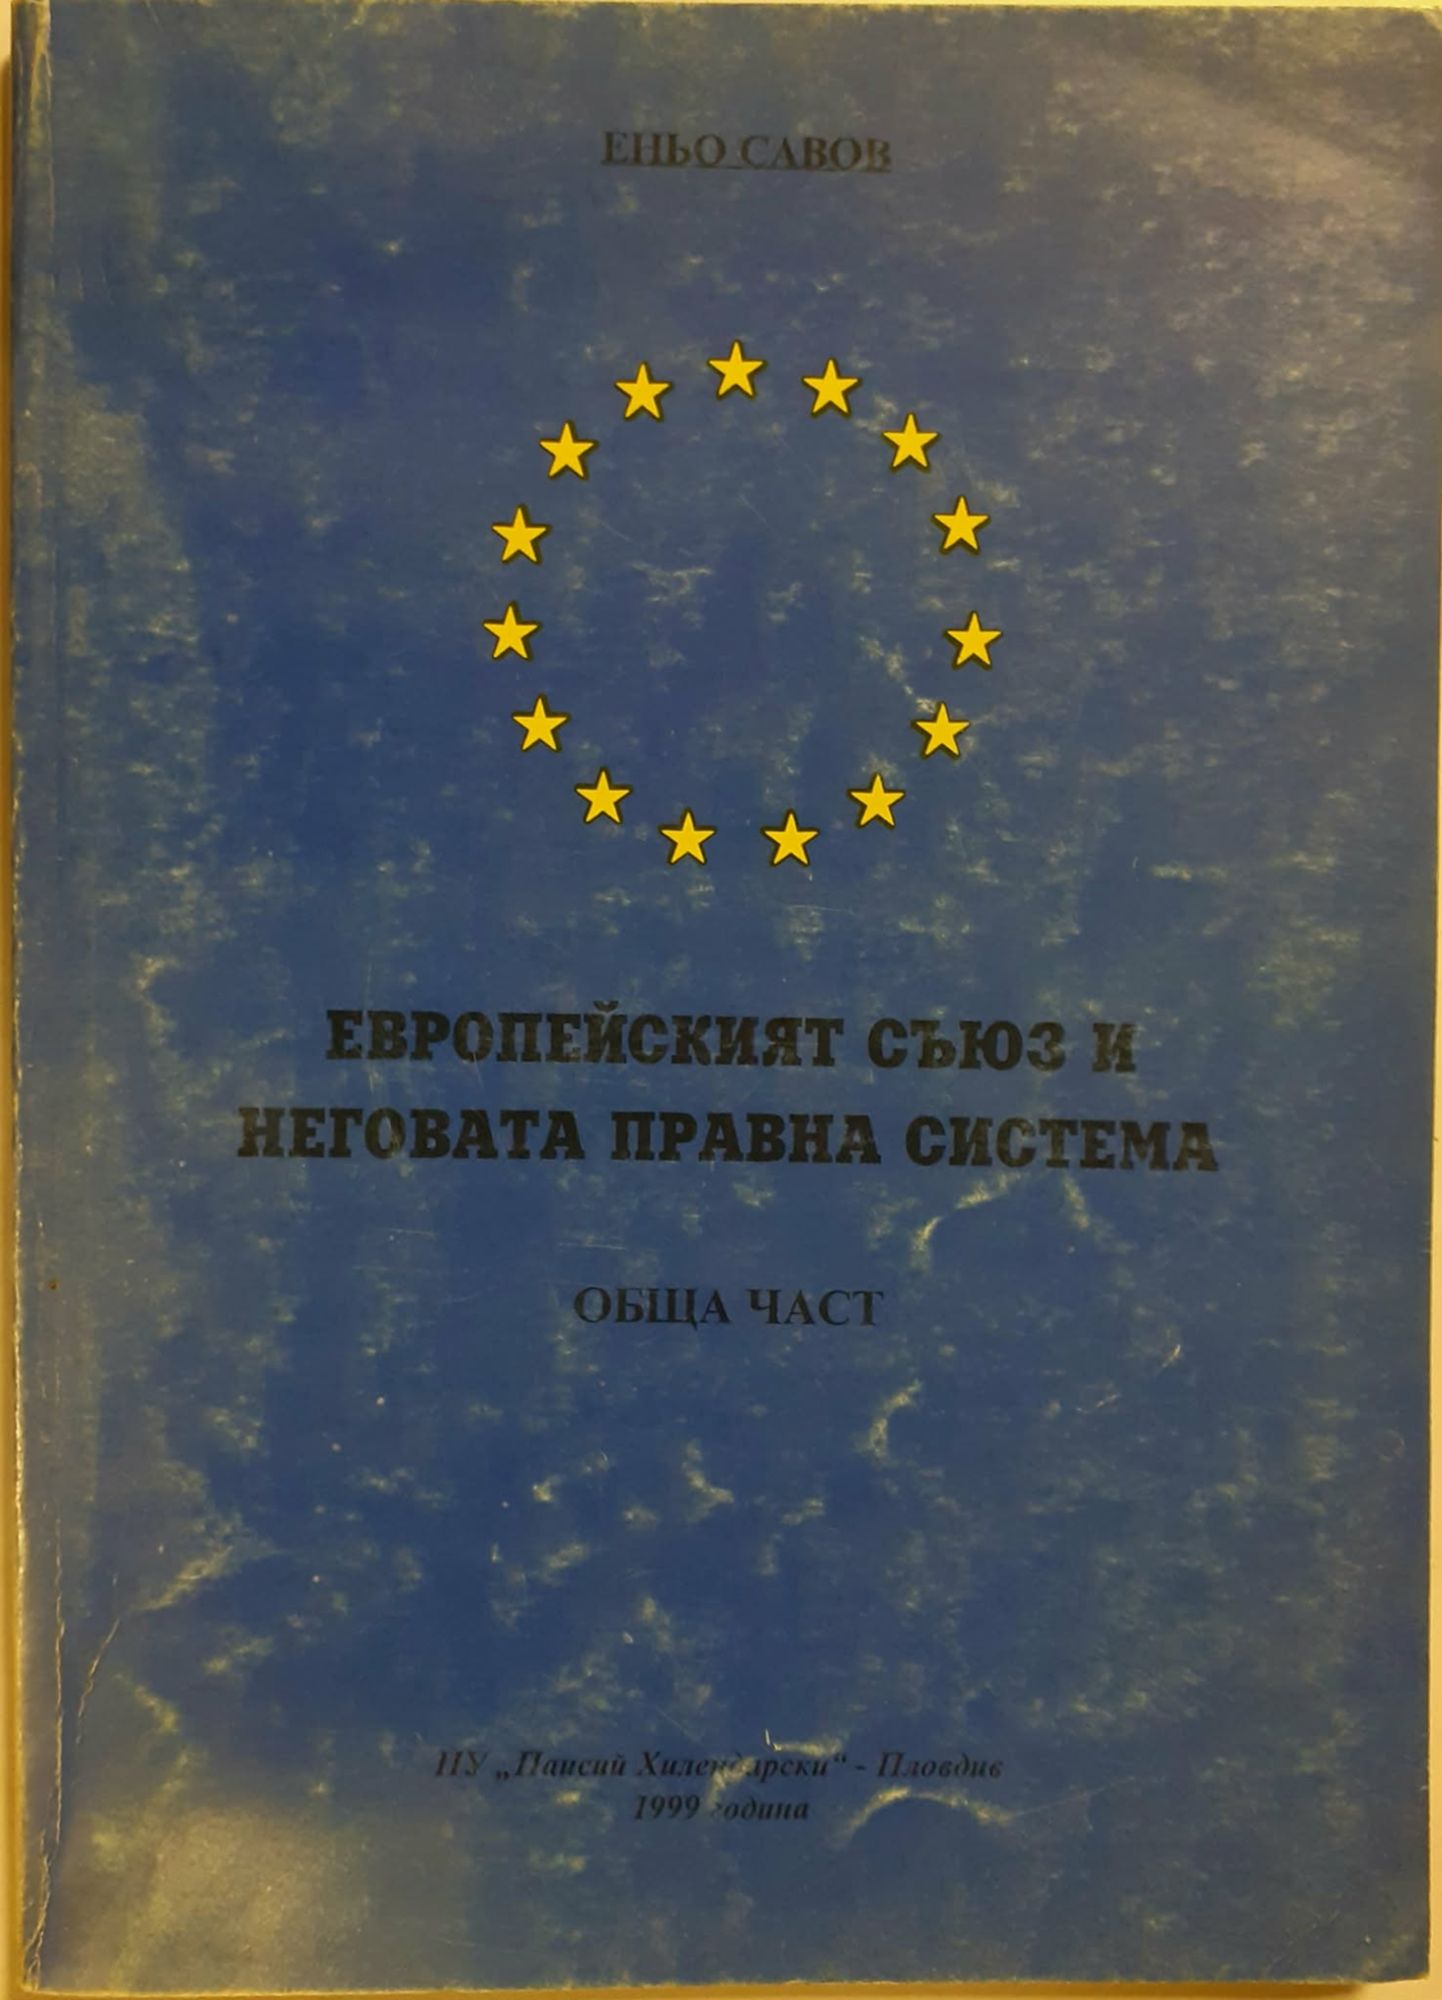 ЕНЬО САВОВ
ЕВРОПЕЙСКИЯТ СЪЮЗ И
НЕГОВАТА ПРАВНА СИСТЕМА
ОБЩА ЧАСТ
ПУ „Паисий Хилендарски“ - Пловдив
1999 година